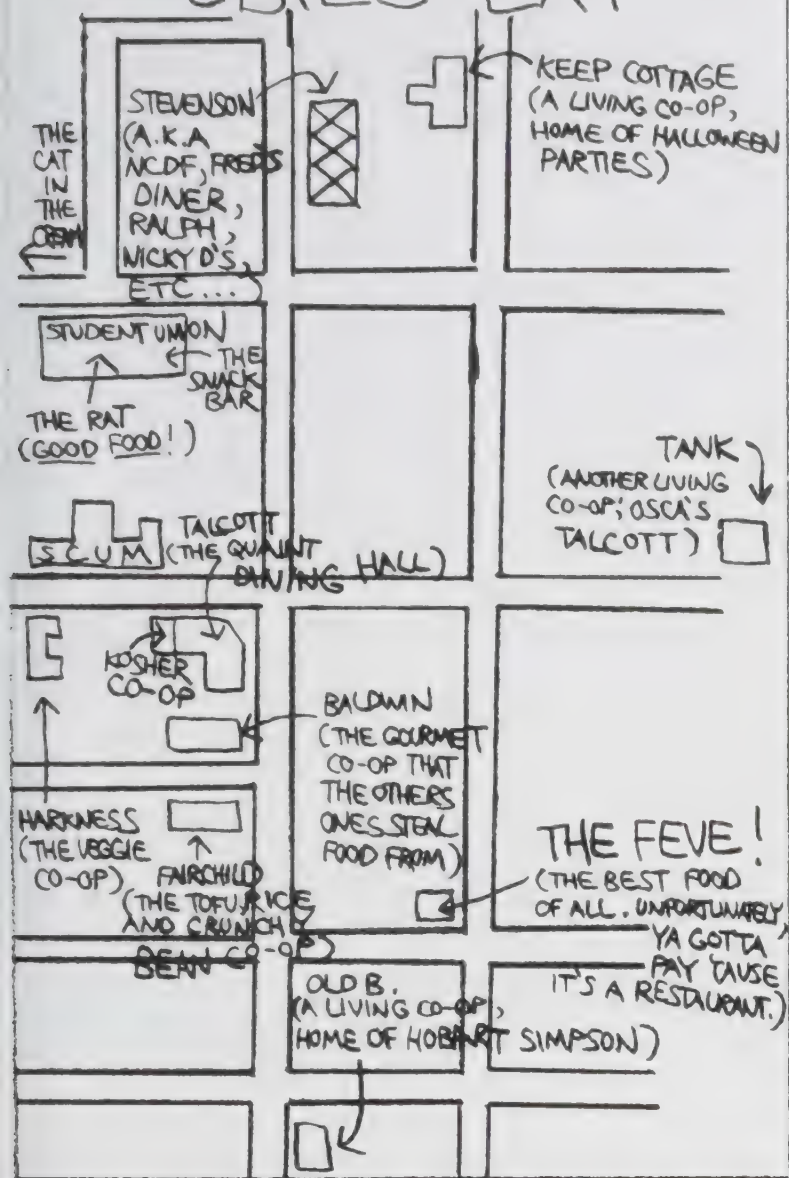 KEEP COTTAGE
(A LIVING CO-OP,
HOME OF HALLOWEEN
PARTIES)
STEVENSON
(A.K.A
NCDF, FRED'S
DINER,
RALPH,
NICKY D'S,
ETC...)
THE
CAT
IN
THE
CREAM
STUDENT UNION
THE
SNACK
BAR
THE RAT
(GOOD FOOD!)
TANK
(ANOTHER LIVING
CO-OP; OSCA'S
TALCOTT)
SCUM
TALCOTT
(THE QUAINT
DINING HALL)
KOSHER
CO-OP
BALDWIN
(THE GOURMET
CO-OP THAT
THE OTHERS
ONES STEAL
FOOD FROM)
HARKNESS
(THE VEGGIE
CO-OP)
FAIRCHILD
(THE TOFU, RICE
AND CRUNCHY
BEAN CO-OP)
THE FEVE!
(THE BEST FOOD
OF ALL. UNFORTUNATELY,
YA GOTTA
PAY 'CAUSE
IT'S A RESTAURANT.)
OLD B.
(A LIVING CO-OP,
HOME OF HOBART SIMPSON)